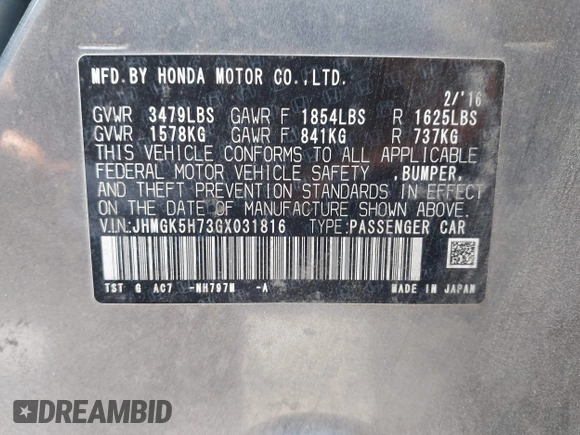 MFD.BY HONDA MOTOR CO.,LTD.
2/'16
GVWR 3479LBS GAWR F 1854LBS R 1625LBS
GVWR 1578KG GAWR F 841KG R 737KG
THIS VEHICLE CONFORMS TO ALL APPLICABLE
FEDERAL MOTOR VEHICLE SAFETY ,BUMPER,
AND THEFT PREVENTION STANDARDS IN EFFECT
ON THE DATE OF MANUFACTURE SHOWN ABOVE.
V.I.N.:JHMGK5H73GX031816 TYPE:PASSENGER CAR
TST G AC7 -NH797M -A MADE IN JAPAN
DREAMBID